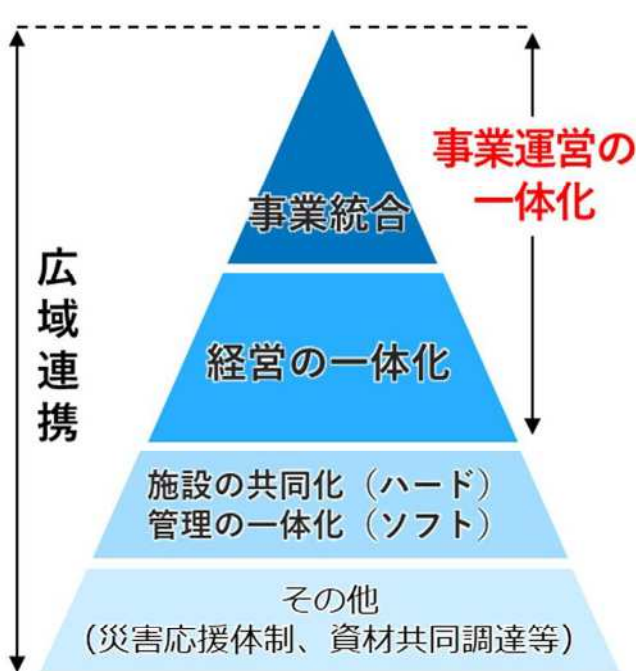 事業運営の
一体化
事業統合
広域連携
経営の一体化
施設の共同化（ハード）
管理の一体化（ソフト）
その他
（災害応援体制、資材共同調達等）